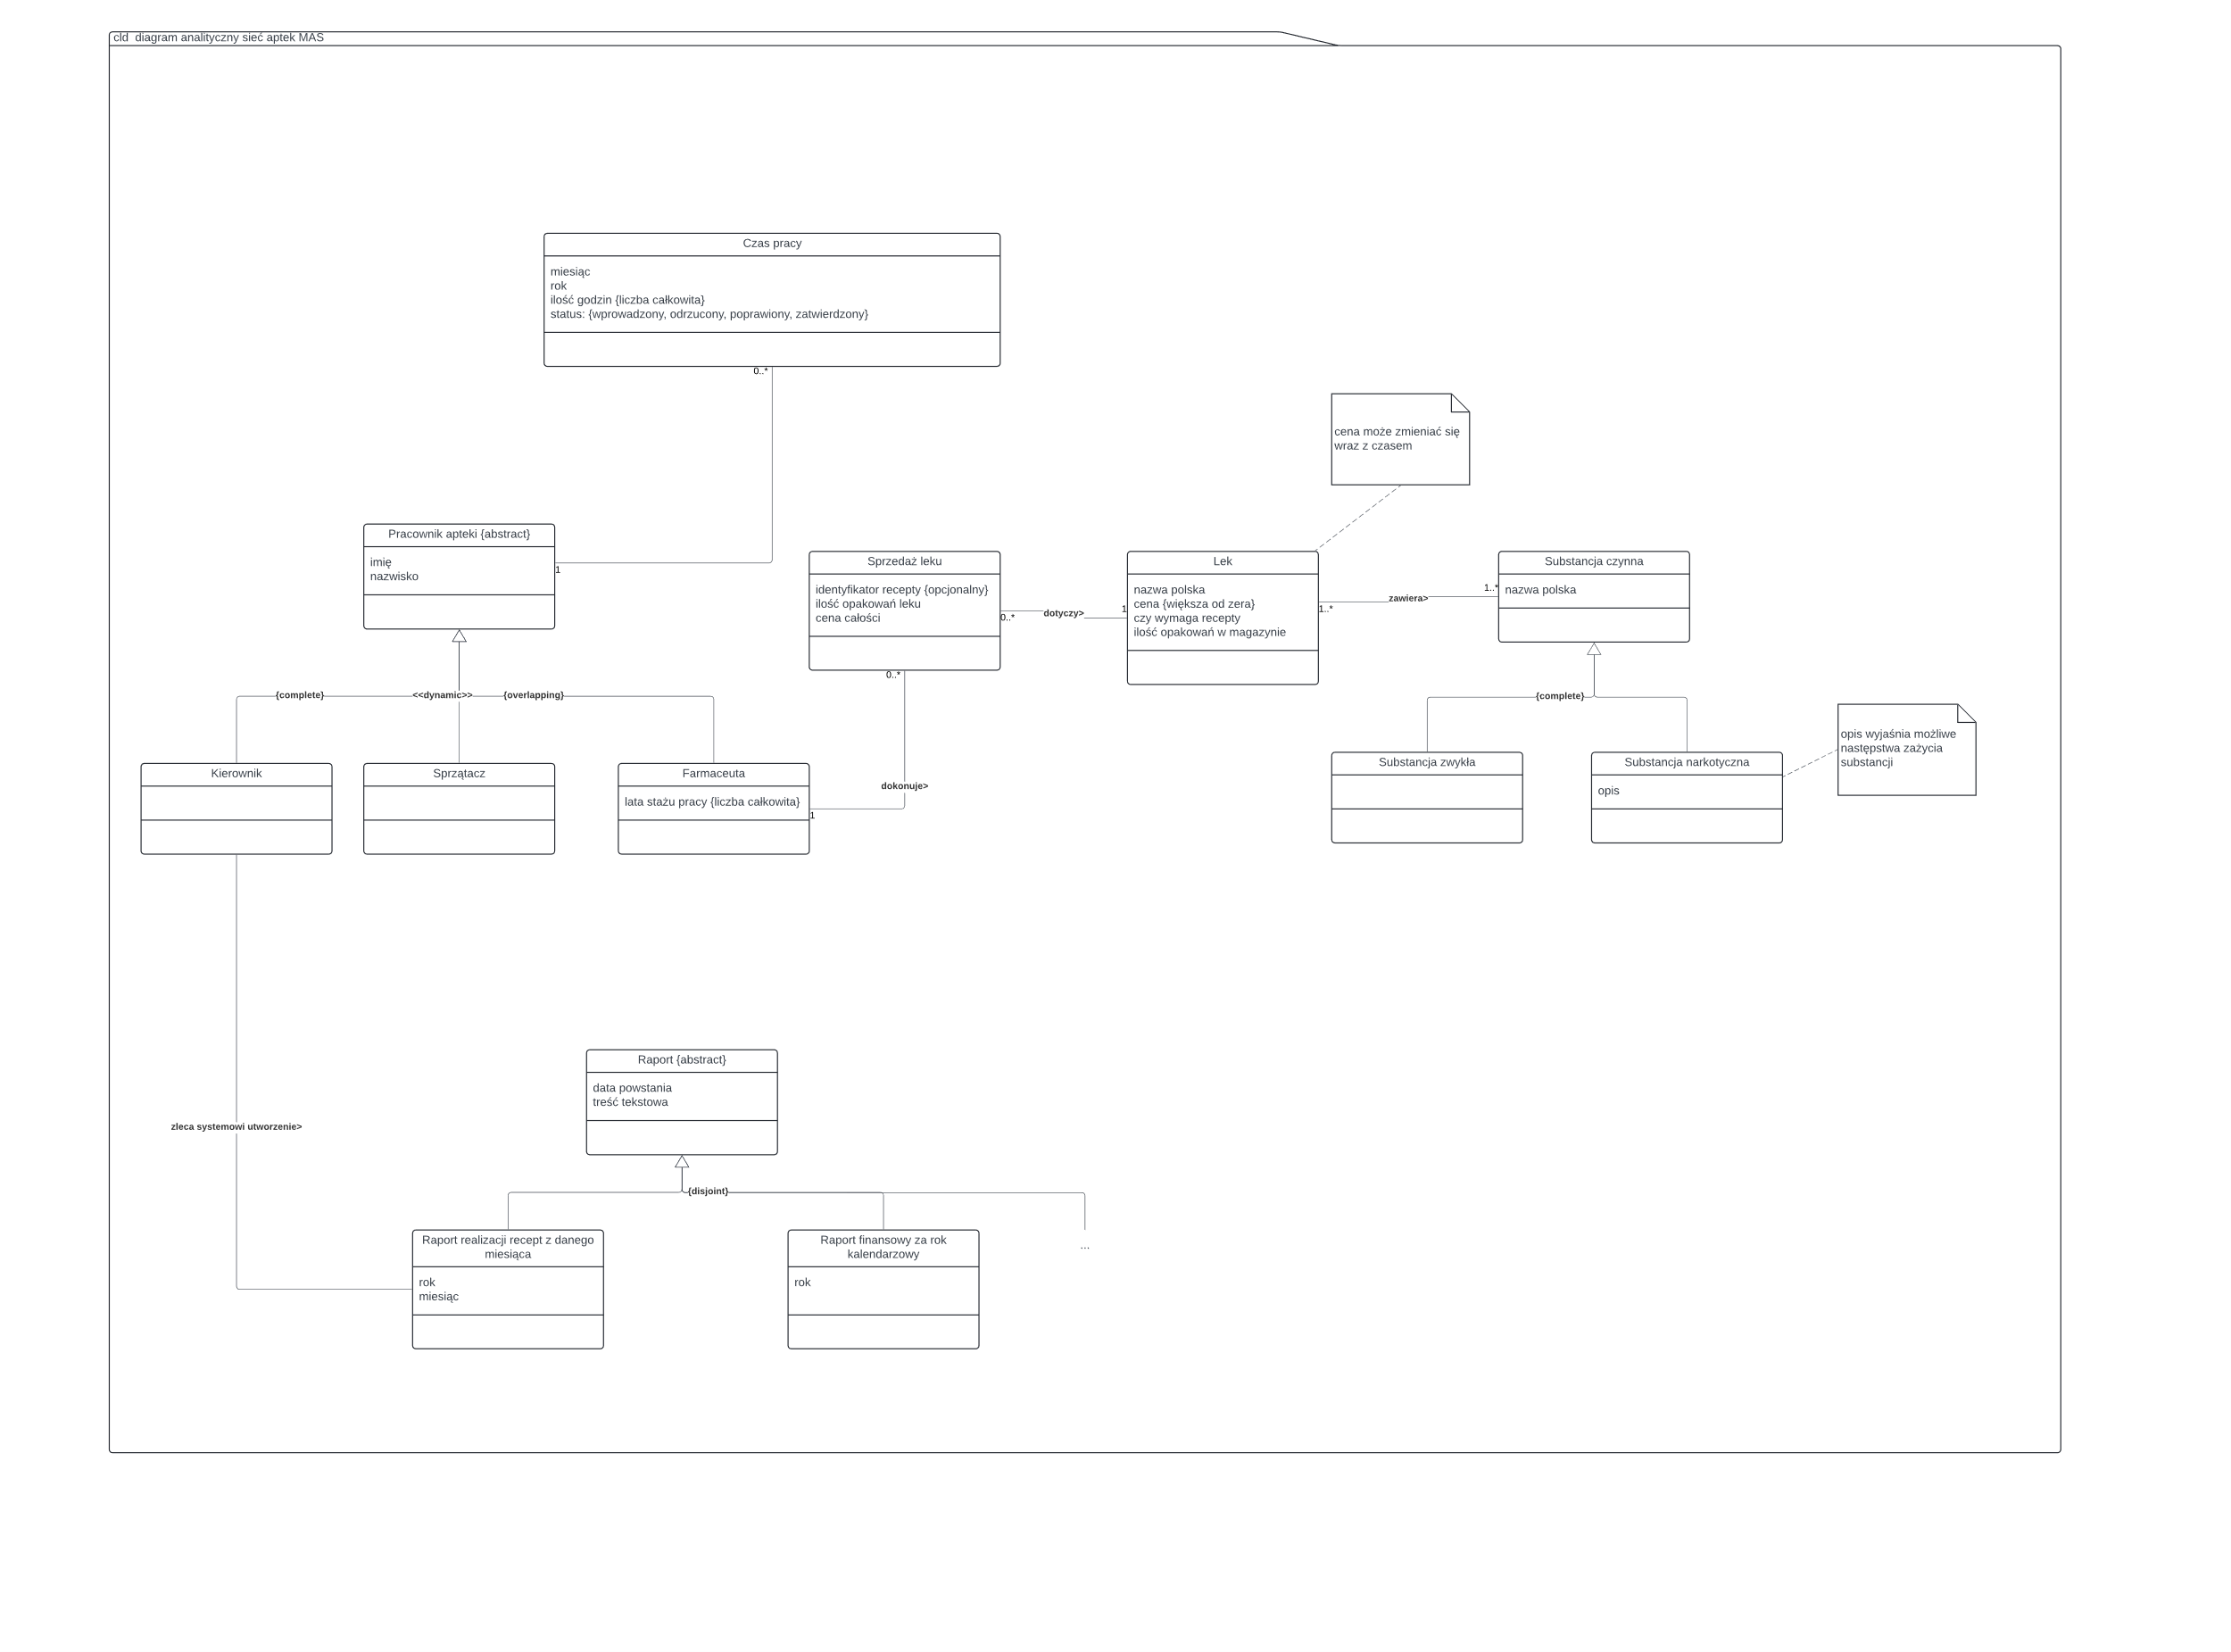 cld  diagram analityczny sieć aptek MAS
Czas pracy
miesiąc
rok
ilość godzin {liczba całkowita}
status: {wprowadzony, odrzucony, poprawiony, zatwierdzony}
0..*
cena może zmieniać się
wraz z czasem
Pracownik apteki {abstract}
imię
nazwisko
1
Sprzedaż leku
identyfikator recepty {opcjonalny}
ilość opakowań leku
cena całości
0..*
dotyczy>
1
Lek
nazwa polska
cena {większa od zera}
czy wymaga recepty
ilość opakowań w magazynie
1..*
zawiera>
1..*
Substancja czynna
nazwa polska
{complete}
<<dynamic>>
{overlapping}
0..*
{complete}
opis wyjaśnia możliwe
następstwa zażycia
substancji
Kierownik
Sprzątacz
Farmaceuta
lata stażu pracy {liczba całkowita}
1
dokonuje>
Substancja zwykła
Substancja narkotyczna
opis
zleca systemowi utworzenie>
Raport {abstract}
data powstania
treść tekstowa
{disjoint}
Raport realizacji recept z danego
miesiąca
rok
miesiąc
Raport finansowy za rok
kalendarzowy
rok
...